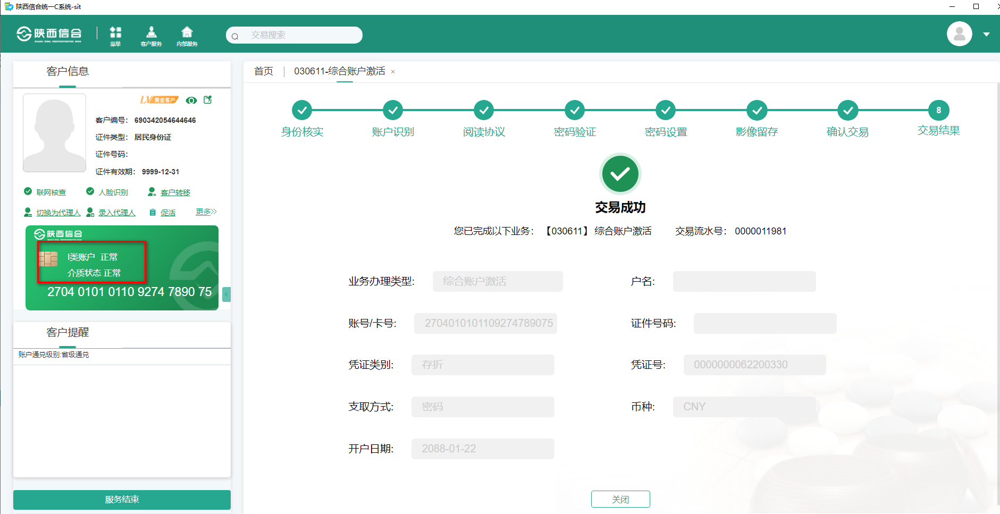 陕西信合统一C系统-sit
陕西信合
菜单
客户服务
内部服务
交易搜索
客户信息
LV 黄金客户
客户编号： 690342054644646
证件类型： 居民身份证
证件号码：
证件有效期： 9999-12-31
联网核查
人脸识别
客户转移
切换为代理人
录入代理人
促活
更多
陕西信合
I类账户 正常
介质状态 正常
2704 0101 0110 9274 7890 75
客户提醒
账户通兑级别:省级通兑
服务结束
首页
030611-综合账户激活 ×
身份核实
账户识别
阅读协议
密码验证
密码设置
影像留存
确认交易
8
交易结果
交易成功
您已完成以下业务： 【030611】 综合账户激活 交易流水号： 0000011981
业务办理类型: 综合账户激活
户名:
账号/卡号: 2704010101109274789075
证件号码:
凭证类别: 存折
凭证号: 0000000062200330
支取方式: 密码
币种: CNY
开户日期: 2088-01-22
关闭